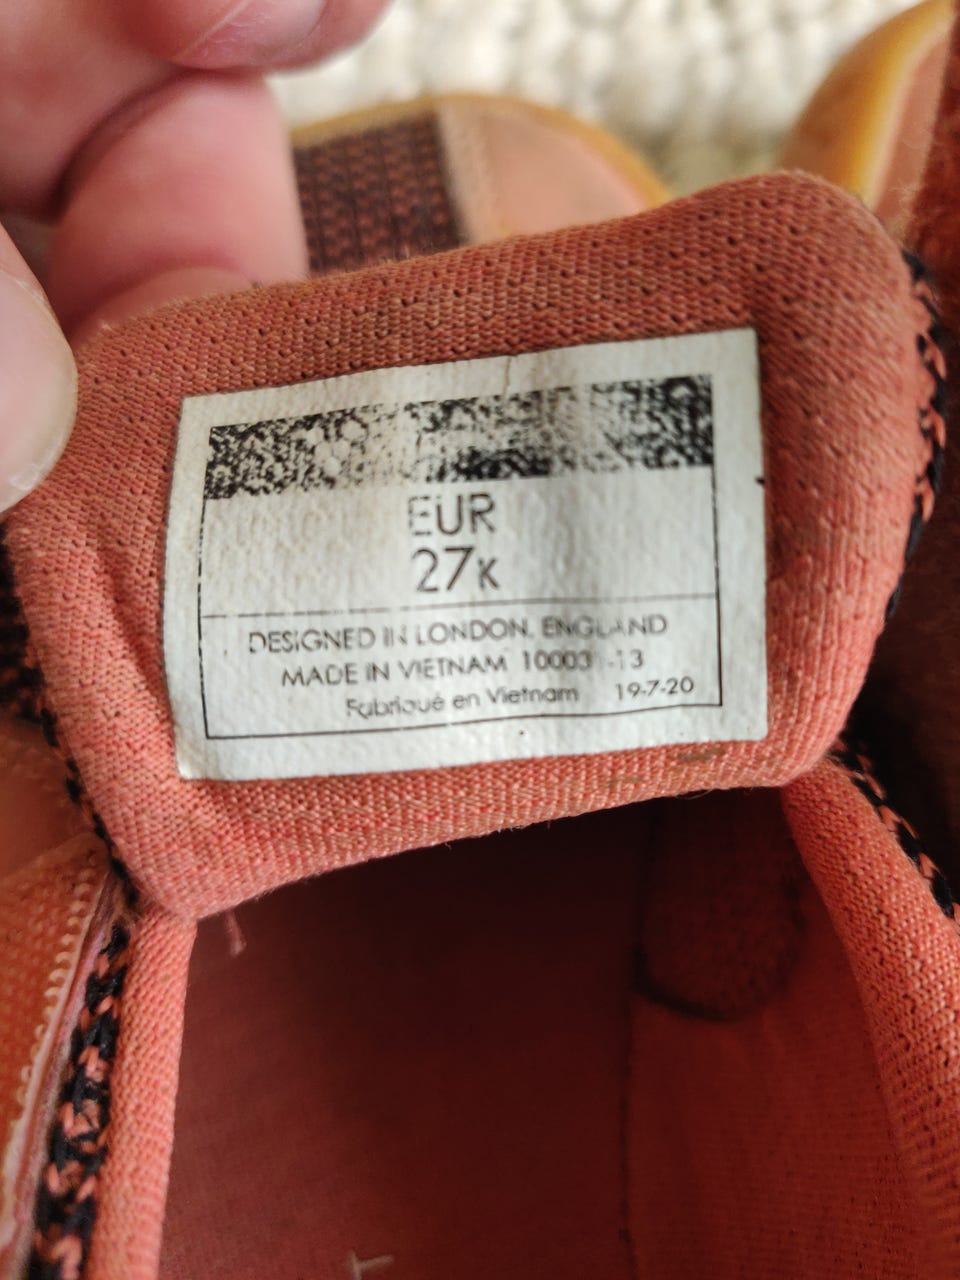 EUR
27K
DESIGNED IN LONDON, ENGLAND
MADE IN VIETNAM
Fabriqué en Vietnam 19-7-20